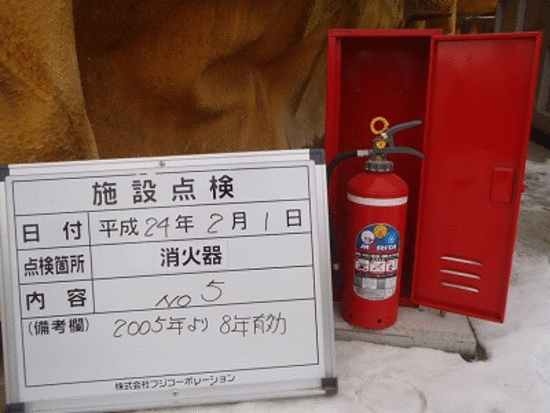 施設点検
日付 平成24年2月1日
点検箇所 消火器
内容 NO 5
(備考欄) 2005年より 8年有効
株式会社フジコーポレーション
MORITA